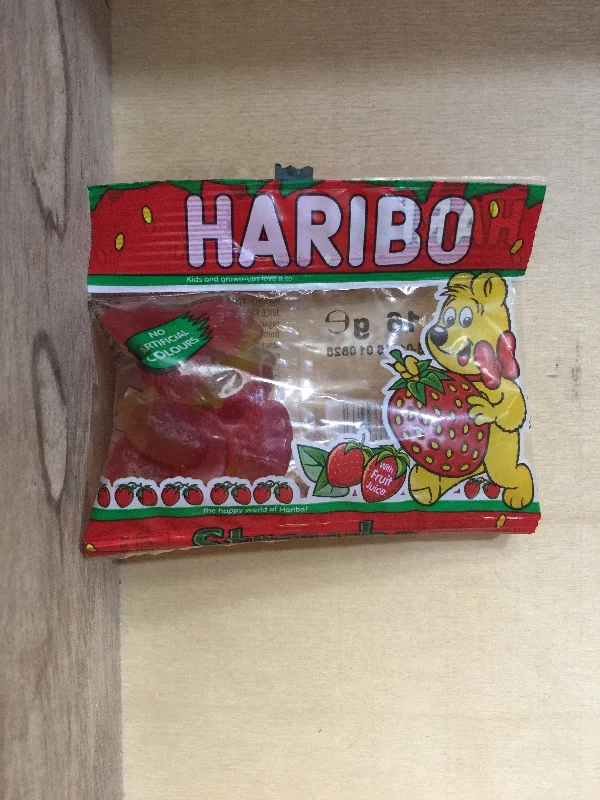 HARIBO
Kids and grown-ups love it so
NO
ARTIFICIAL
COLOURS
16 g e
With
Fruit
Juice
...the happy world of Haribo!